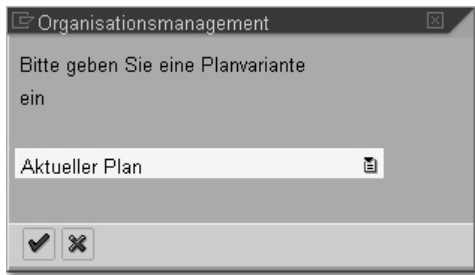 Organisationsmanagement
Bitte geben Sie eine Planvariante
ein
Aktueller Plan